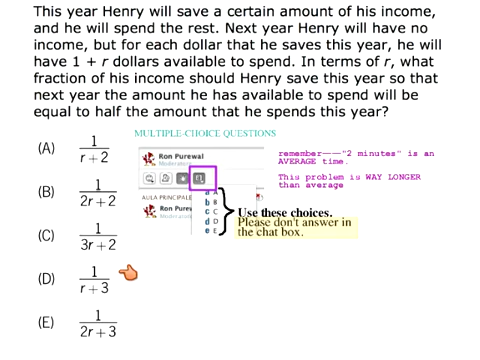 This year Henry will save a certain amount of his income,
and he will spend the rest. Next year Henry will have no
income, but for each dollar that he saves this year, he will
have 1 + r dollars available to spend. In terms of r, what
fraction of his income should Henry save this year so that
next year the amount he has available to spend will be
equal to half the amount that he spends this year?
MULTIPLE-CHOICE QUESTIONS
Ron Purewal
Moderator
remember——"2 minutes" is an
AVERAGE time.
This problem is WAY LONGER
than average
AULA PRINCIPALE
Ron Purew
Moderator
a A
b B
c C
d D
e E
Use these choices.
Please don't answer in
the chat box.
(A) 1 / r + 2
(B) 1 / 2r + 2
(C) 1 / 3r + 2
(D) 1 / r + 3
(E) 1 / 2r + 3